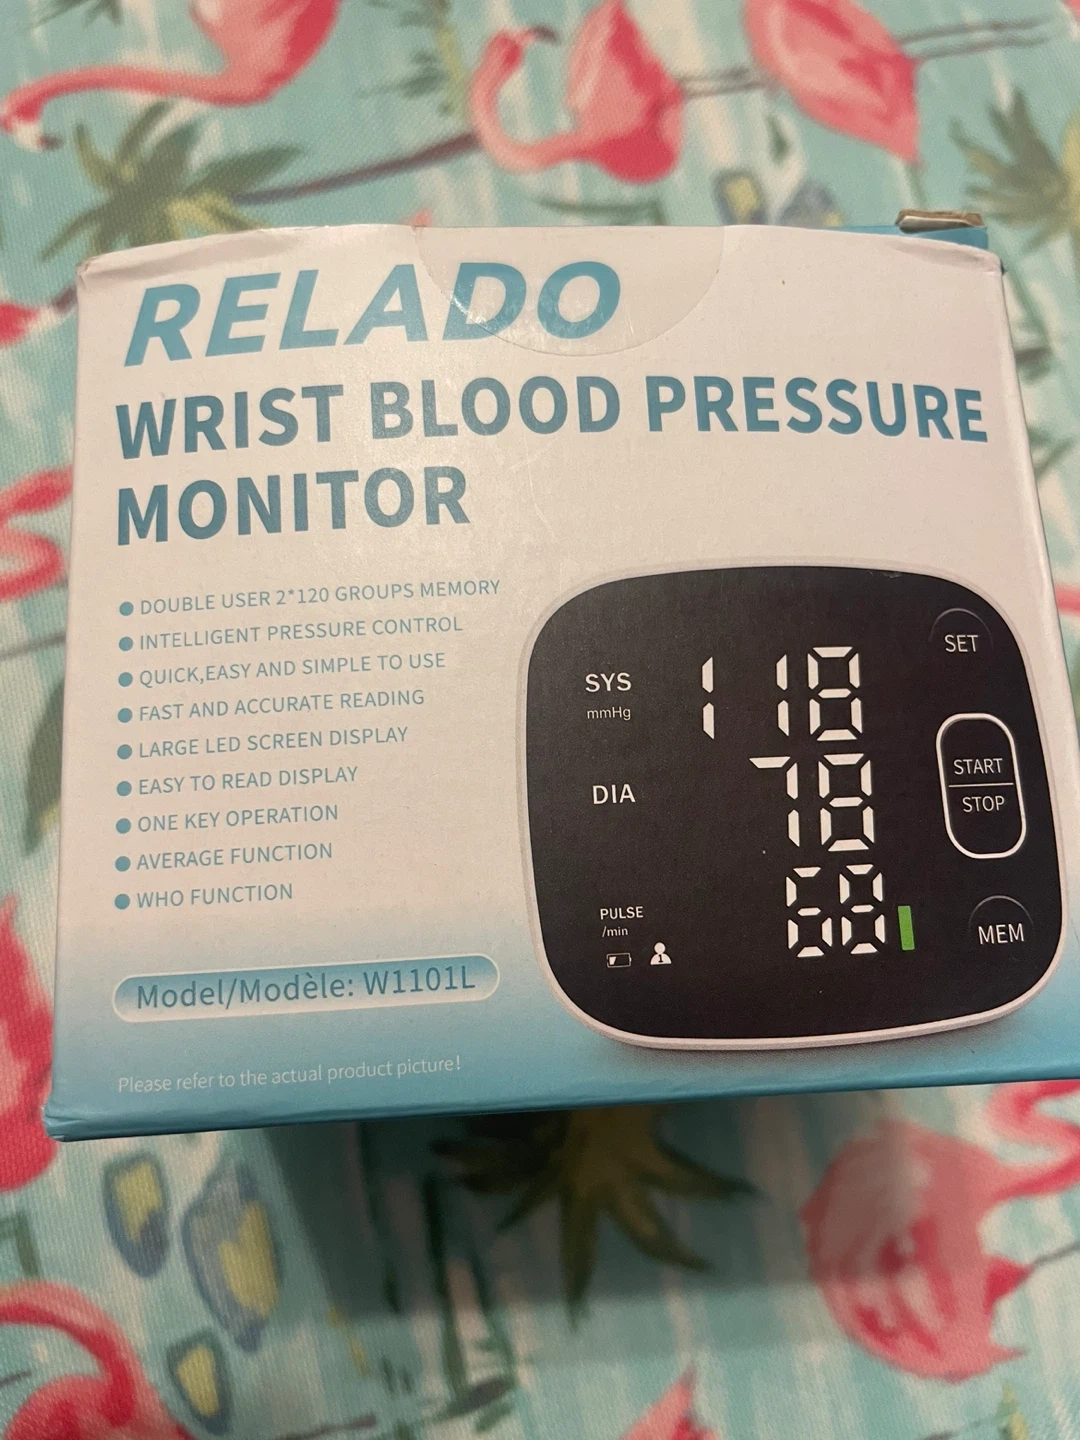 RELADO
WRIST BLOOD PRESSURE
MONITOR
● DOUBLE USER 2*120 GROUPS MEMORY
● INTELLIGENT PRESSURE CONTROL
● QUICK,EASY AND SIMPLE TO USE
● FAST AND ACCURATE READING
● LARGE LED SCREEN DISPLAY
● EASY TO READ DISPLAY
● ONE KEY OPERATION
● AVERAGE FUNCTION
● WHO FUNCTION
Model/Modèle: W1101L
Please refer to the actual product picture!
SET
SYS
mmHg
118
START
STOP
DIA
78
PULSE
/min
68
1
MEM